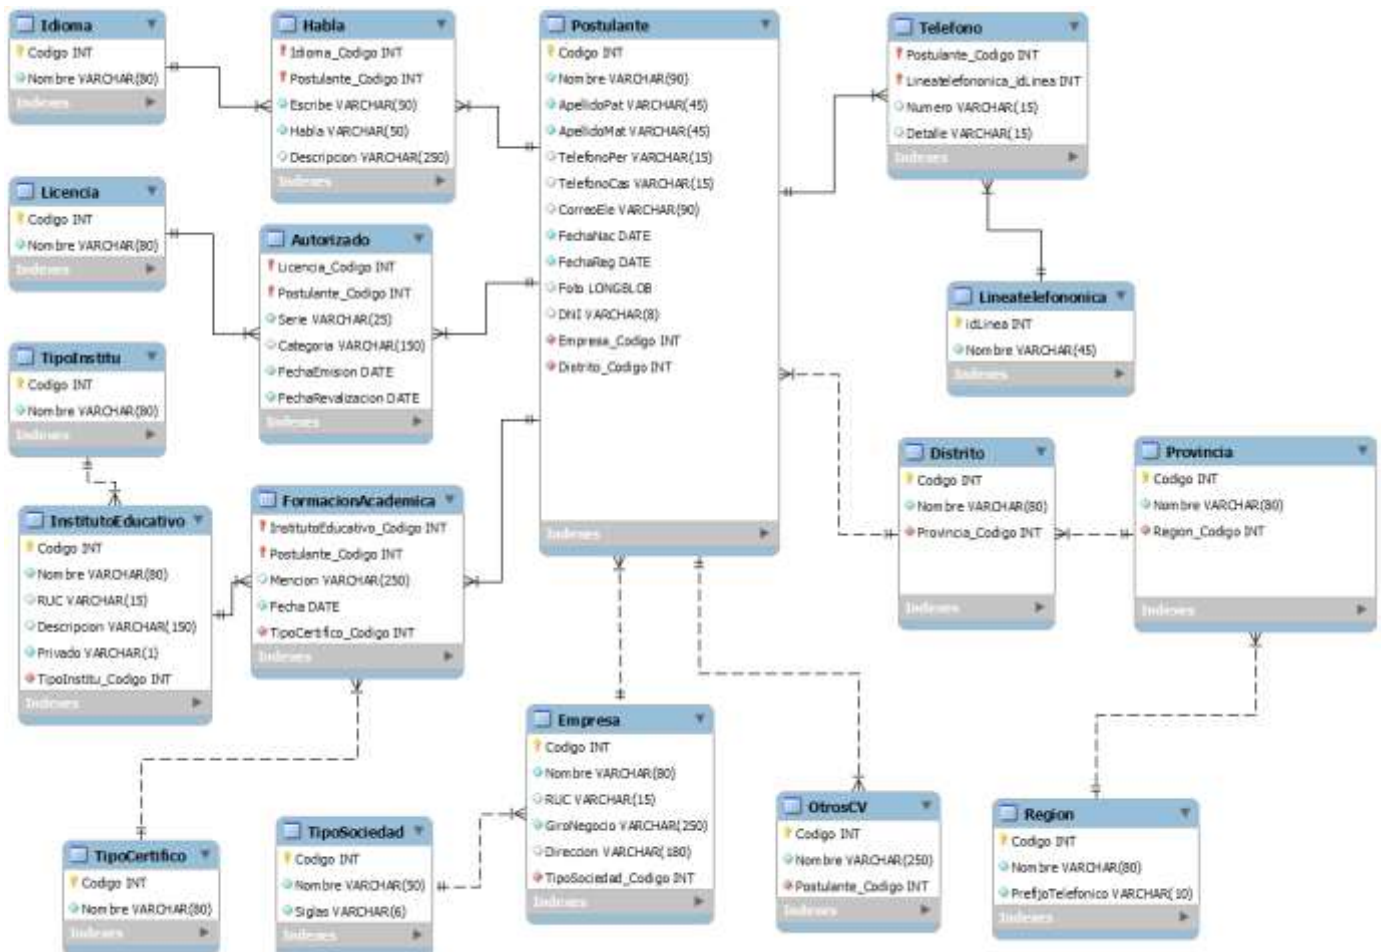 Idioma
Codigo INT
Nombre VARCHAR(80)
Indexes
Habla
Idioma_Codigo INT
Postulante_Codigo INT
Escribe VARCHAR(50)
Habla VARCHAR(50)
Descripcion VARCHAR(250)
Indexes
Postulante
Codigo INT
Nombre VARCHAR(90)
ApellidoPat VARCHAR(45)
ApellidoMat VARCHAR(45)
TelefonoPer VARCHAR(15)
TelefonoCas VARCHAR(15)
CorreoEle VARCHAR(90)
FechaNac DATE
FechaReg DATE
Foto LONGBLOB
DNI VARCHAR(8)
Empresa_Codigo INT
Distrito_Codigo INT
Indexes
Telefono
Postulante_Codigo INT
Lineatelefononica_idLinea INT
Numero VARCHAR(15)
Detalle VARCHAR(15)
Indexes
Licencia
Codigo INT
Nombre VARCHAR(80)
Indexes
Autorizado
Licencia_Codigo INT
Postulante_Codigo INT
Serie VARCHAR(25)
Categoria VARCHAR(150)
FechaEmision DATE
FechaRevalizacion DATE
Indexes
Lineatelefononica
idLinea INT
Nombre VARCHAR(45)
Indexes
TipoInstitu
Codigo INT
Nombre VARCHAR(80)
Indexes
InstitutoEducativo
Codigo INT
Nombre VARCHAR(80)
RUC VARCHAR(15)
Descripcion VARCHAR(150)
Privado VARCHAR(1)
TipoInstitu_Codigo INT
Indexes
FormacionAcademica
InstitutoEducativo_Codigo INT
Postulante_Codigo INT
Mencion VARCHAR(250)
Fecha DATE
TipoCertifico_Codigo INT
Indexes
Distrito
Codigo INT
Nombre VARCHAR(80)
Provincia_Codigo INT
Indexes
Provincia
Codigo INT
Nombre VARCHAR(80)
Region_Codigo INT
Indexes
TipoCertifico
Codigo INT
Nombre VARCHAR(80)
Indexes
TipoSociedad
Codigo INT
Nombre VARCHAR(50)
Siglas VARCHAR(6)
Indexes
Empresa
Codigo INT
Nombre VARCHAR(80)
RUC VARCHAR(15)
GiroNegocio VARCHAR(250)
Direccion VARCHAR(180)
TipoSociedad_Codigo INT
Indexes
OtrosCV
Codigo INT
Nombre VARCHAR(250)
Postulante_Codigo INT
Indexes
Region
Codigo INT
Nombre VARCHAR(80)
PrefijoTelefonico VARCHAR(10)
Indexes